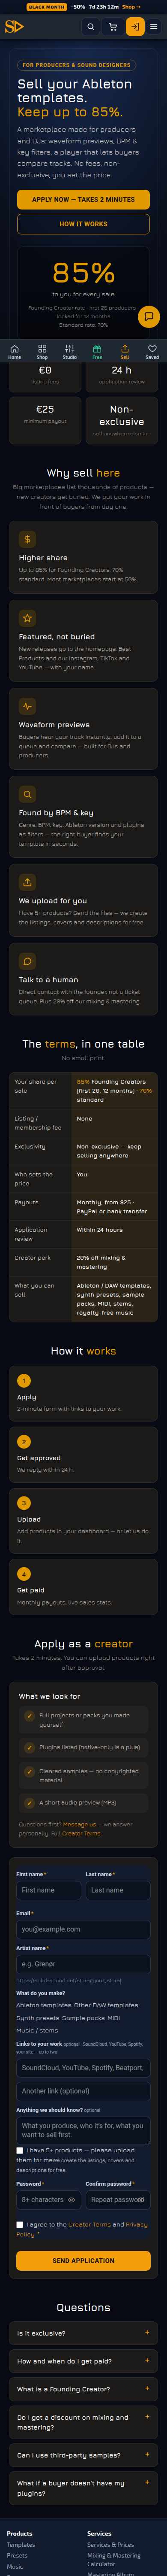 BLACK MONTH -50% · 7d 23h 12m Shop →
FOR PRODUCERS & SOUND DESIGNERS
Sell your Ableton
templates.
Keep up to 85%.
A marketplace made for producers
and DJs: waveform previews, BPM &
key filters, a player that lets buyers
compare tracks. No fees, non-
exclusive, you set the price.
APPLY NOW — TAKES 2 MINUTES
HOW IT WORKS
85%
to you for every sale
Founding Creator rate · first 20 producers ·
locked for 12 months
Standard rate: 70%
Home Shop Studio Free Sell Saved
€0
listing fees
24 h
application review
€25
minimum payout
Non-
exclusive
sell anywhere else too
Why sell here
Big marketplaces list thousands of products —
new creators get buried. We put your work in
front of buyers from day one.
Higher share
Up to 85% for Founding Creators, 70%
standard. Most marketplaces start at 50%.
Featured, not buried
New releases go to the homepage, Best
Products and our Instagram, TikTok and
YouTube — with your name.
Waveform previews
Buyers hear your track instantly, add it to a
queue and compare — built for DJs and
producers.
Found by BPM & key
Genre, BPM, key, Ableton version and plugins
as filters — the right buyer finds your
template in seconds.
We upload for you
Have 5+ products? Send the files — we create
the listings, covers and descriptions for free.
Talk to a human
Direct contact with the founder, not a ticket
queue. Plus 20% off our mixing & mastering.
The terms, in one table
No small print.
Your share per
sale
85% Founding Creators
(first 20, 12 months) · 70%
standard
Listing /
membership fee
None
Exclusivity
Non-exclusive — keep
selling anywhere
Who sets the
price
You
Payouts
Monthly, from $25 ·
PayPal or bank transfer
Application
review
Within 24 hours
Creator perk
20% off mixing &
mastering
What you can
sell
Ableton / DAW templates,
synth presets, sample
packs, MIDI, stems,
royalty-free music
How it works
1
Apply
2-minute form with links to your work.
2
Get approved
We reply within 24 h.
3
Upload
Add products in your dashboard — or let us do
it.
4
Get paid
Monthly payouts, live sales stats.
Apply as a creator
Takes 2 minutes. You can upload products right
after approval.
What we look for
Full projects or packs you made
yourself
Plugins listed (native-only is a plus)
Cleared samples — no copyrighted
material
A short audio preview (MP3)
Questions first? Message us — we answer
personally. Full Creator Terms.
First name* Last name*
First name Last name
Email*
you@example.com
Artist name*
e.g. Grenør
https://solid-sound.net/store/[your_store]
What do you make?
Ableton templates Other DAW templates
Synth presets Sample packs MIDI
Music / stems
Links to your work optional · SoundCloud, YouTube, Spotify,
your site — up to two
SoundCloud, YouTube, Spotify, Beatport,
Another link (optional)
Anything we should know? optional
What you produce, who it's for, what you
want to sell first.
I have 5+ products — please upload
them for me we create the listings, covers and
descriptions for free.
Password* Confirm password*
8+ characters Repeat password
I agree to the Creator Terms and Privacy
Policy *
SEND APPLICATION
Questions
Is it exclusive? +
How and when do I get paid? +
What is a Founding Creator? +
Do I get a discount on mixing and
mastering? +
Can I use third-party samples? +
What if a buyer doesn't have my
plugins? +
Products
Templates
Presets
Music
Services
Services & Prices
Mixing & Mastering
Calculator
Mastering Album